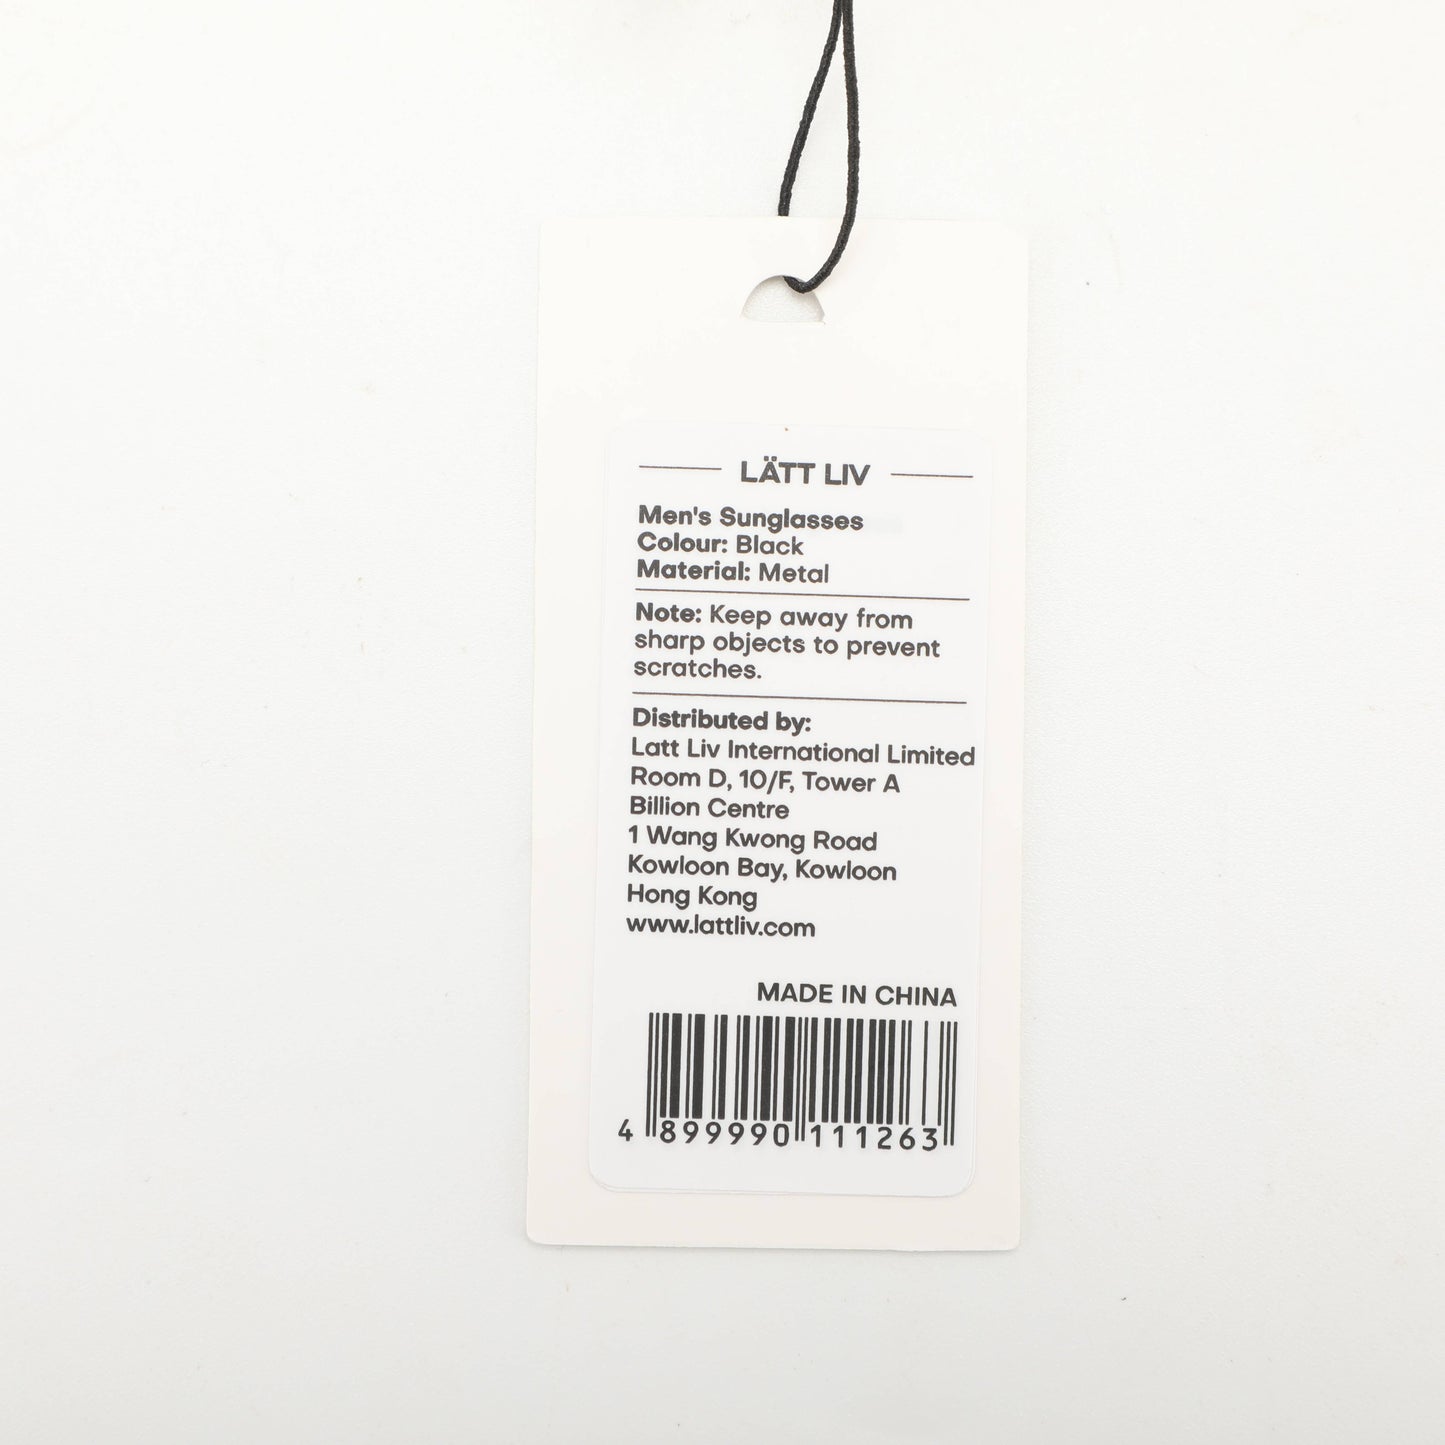 LÄTT LIV
Men's Sunglasses
Colour: Black
Material: Metal
Note: Keep away from
sharp objects to prevent
scratches.
Distributed by:
Latt Liv International Limited
Room D, 10/F, Tower A
Billion Centre
1 Wang Kwong Road
Kowloon Bay, Kowloon
Hong Kong
www.lattliv.com
MADE IN CHINA
4 899990 111263